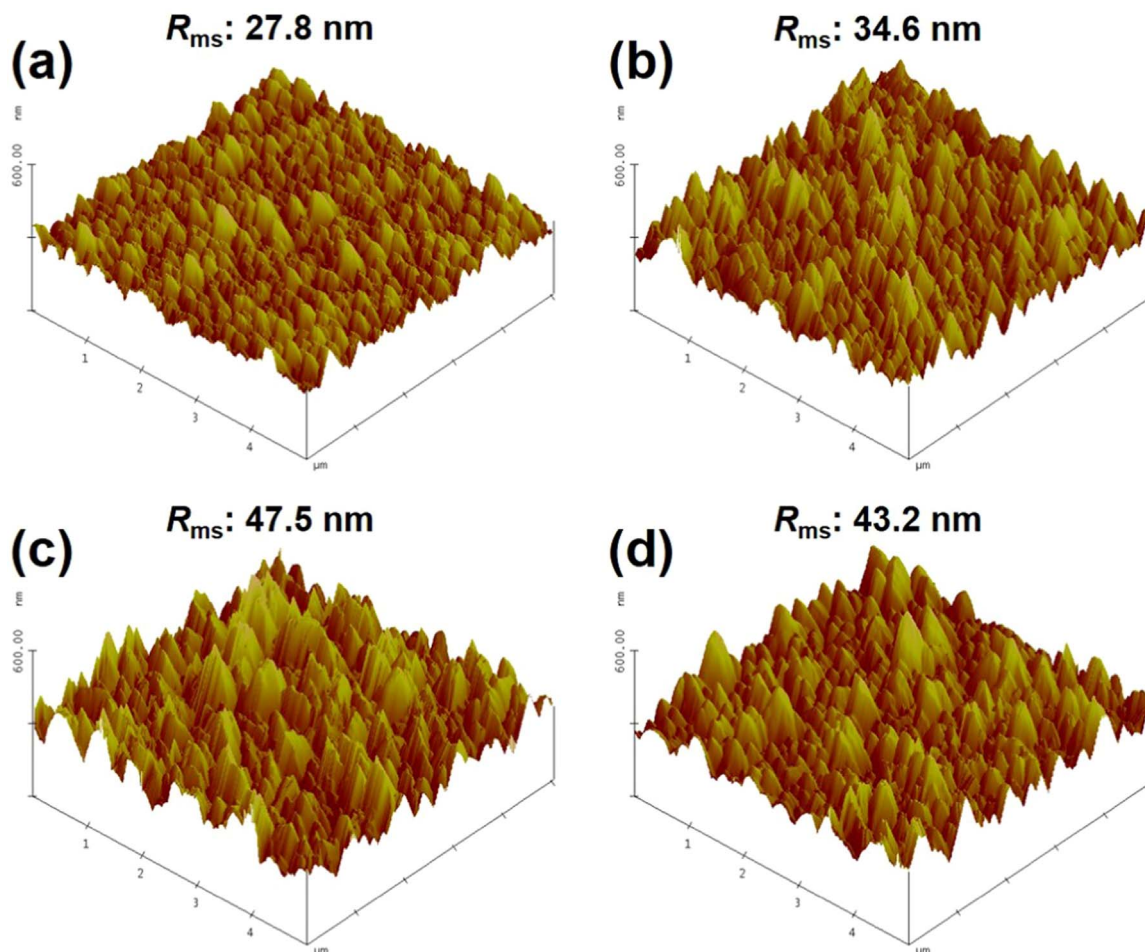 Rms: 27.8 nm
Rms: 34.6 nm
(a)
(b)
nm
600.00
1
2
3
4
µm
nm
600.00
1
2
3
4
µm
Rms: 47.5 nm
Rms: 43.2 nm
(c)
(d)
nm
600.00
1
2
3
4
µm
nm
600.00
1
2
3
4
µm